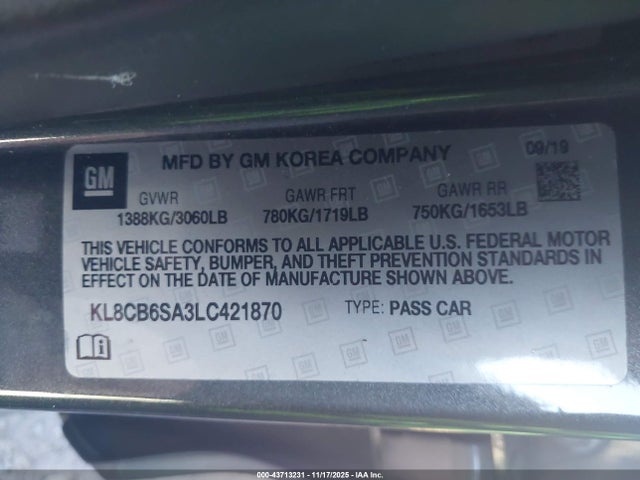 GM
MFD BY GM KOREA COMPANY
09/19
GVWR GAWR FRT GAWR RR
1388KG/3060LB 780KG/1719LB 750KG/1653LB
THIS VEHICLE CONFORMS TO ALL APPLICABLE U.S. FEDERAL MOTOR
VEHICLE SAFETY, BUMPER, AND THEFT PREVENTION STANDARDS IN
EFFECT ON THE DATE OF MANUFACTURE SHOWN ABOVE.
KL8CB6SA3LC421870 TYPE: PASS CAR
000-43713231 - 11/17/2025 - IAA Inc.